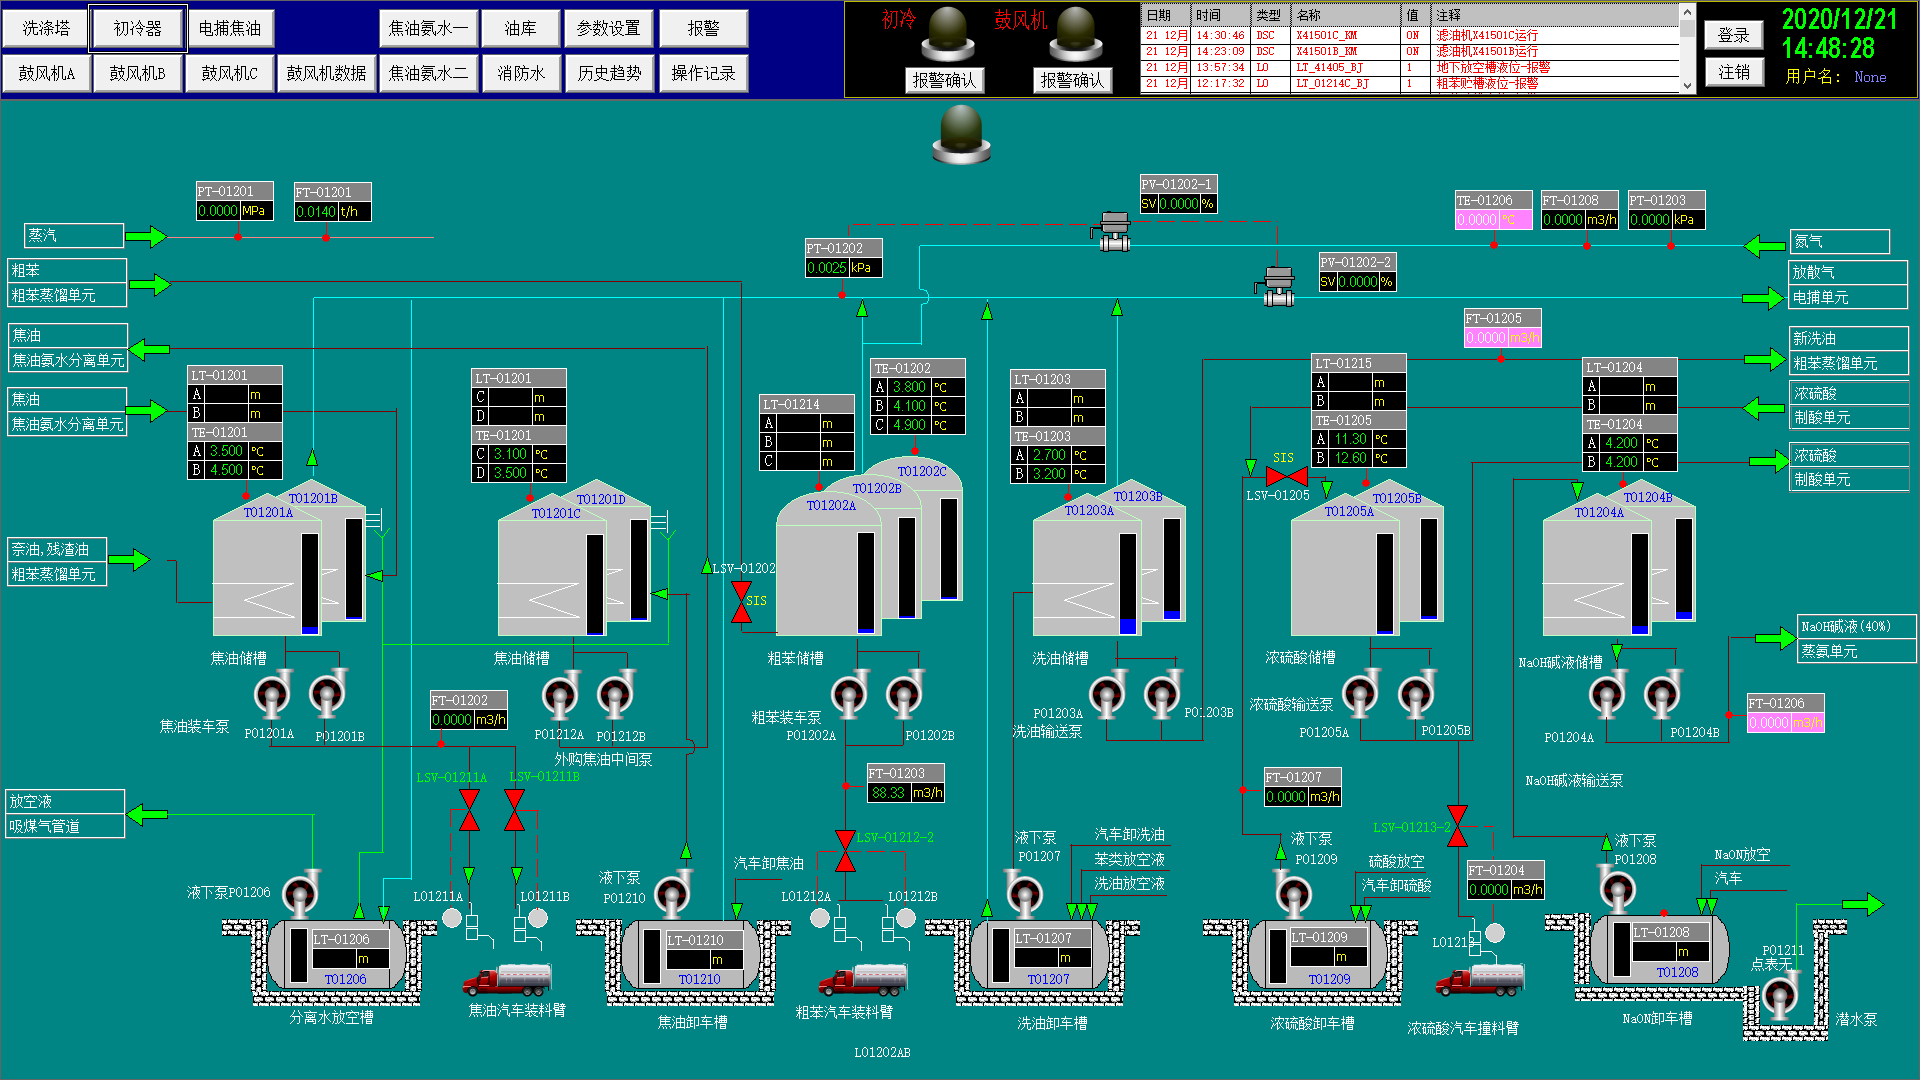 洗涤塔
初冷器
电捕焦油
焦油氨水一
油库
参数设置
报警
鼓风机A
鼓风机B
鼓风机C
鼓风机数据
焦油氨水二
消防水
历史趋势
操作记录
初冷
报警确认
鼓风机
报警确认
日期 时间 类型 名称 值 注释
21 12月 14:30:46 DSC X41501C_KM ON 滤油机X41501C运行
21 12月 14:23:09 DSC X41501B_KM ON 滤油机X41501B运行
21 12月 13:57:34 LO LT_41405_BJ 1 地下放空槽液位-报警
21 12月 12:17:32 LO LT_01214C_BJ 1 粗苯贮槽液位-报警
登录
注销
2020/12/21
14:48:28
用户名: None
PT-01201
0.0000 MPa
FT-01201
0.0140 t/h
PV-01202-1
SV 0.0000 %
TE-01206
0.0000 ℃
FT-01208
0.0000 m3/h
PT-01203
0.0000 kPa
蒸汽
粗苯
粗苯蒸馏单元
焦油
焦油氨水分离单元
焦油
焦油氨水分离单元
PT-01202
0.0025 kPa
PV-01202-2
SV 0.0000 %
氮气
放散气
电捕单元
FT-01205
0.0000 m3/h
新洗油
粗苯蒸馏单元
浓硫酸
制酸单元
浓硫酸
制酸单元
LT-01201
A m
B m
TE-01201
A 3.500 ℃
B 4.500 ℃
LT-01201
C m
D m
TE-01201
C 3.100 ℃
D 3.500 ℃
LT-01214
A m
B m
C m
TE-01202
A 3.800 ℃
B 4.100 ℃
C 4.900 ℃
LT-01203
A m
B m
TE-01203
A 2.700 ℃
B 3.200 ℃
LT-01215
A m
B m
TE-01205
A 11.30 ℃
B 12.60 ℃
LT-01204
A m
B m
TE-01204
A 4.200 ℃
B 4.200 ℃
SIS
LSV-01205
T01201B
T01201A
T01201D
T01201C
T01202C
T01202B
T01202A
T01203B
T01203A
T01205B
T01205A
T01204B
T01204A
奈油,残渣油
粗苯蒸馏单元
LSV-01202
SIS
NaOH碱液(40%)
蒸氨单元
焦油储槽
焦油储槽
粗苯储槽
洗油储槽
浓硫酸储槽
NaOH碱液储槽
焦油装车泵
P01201A
P01201B
FT-01202
0.0000 m3/h
P01212A
P01212B
外购焦油中间泵
粗苯装车泵
P01202A
P01202B
P01203A
P01203B
洗油输送泵
浓硫酸输送泵
P01205A
P01205B
P01204A
P01204B
NaOH碱液输送泵
FT-01206
0.0000 m3/h
LSV-01211A
LSV-01211B
FT-01203
88.33 m3/h
FT-01207
0.0000 m3/h
放空液
吸煤气管道
LSV-01212-2
LSV-01213-2
液下泵P01206
L01211A
L01211B
液下泵
P01210
汽车卸焦油
L01212A
L01212B
液下泵
P01207
汽车卸洗油
苯类放空液
洗油放空液
液下泵
P01209
硫酸放空
汽车卸硫酸
FT-01204
0.0000 m3/h
液下泵
P01208
NaOH放空
汽车
LT-01206
m
T01206
分离水放空槽
焦油汽车装料臂
LT-01210
m
T01210
焦油卸车槽
粗苯汽车装料臂
L01202AB
LT-01207
m
T01207
洗油卸车槽
LT-01209
m
T01209
浓硫酸卸车槽
浓硫酸汽车撞料臂
LT-01208
m
T01208
NaOH卸车槽
P01211
点表无
潜水泵